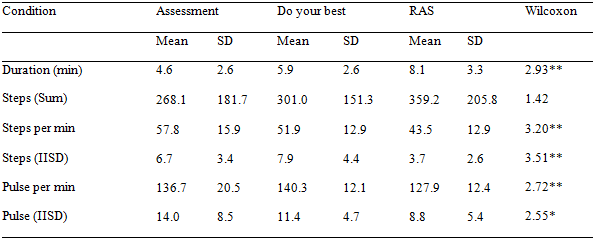 Condition Assessment Do your best RAS Wilcoxon
Mean SD Mean SD Mean SD
Duration (min) 4.6 2.6 5.9 2.6 8.1 3.3 2.93**
Steps (Sum) 268.1 181.7 301.0 151.3 359.2 205.8 1.42
Steps per min 57.8 15.9 51.9 12.9 43.5 12.9 3.20**
Steps (IISD) 6.7 3.4 7.9 4.4 3.7 2.6 3.51**
Pulse per min 136.7 20.5 140.3 12.1 127.9 12.4 2.72**
Pulse (IISD) 14.0 8.5 11.4 4.7 8.8 5.4 2.55*